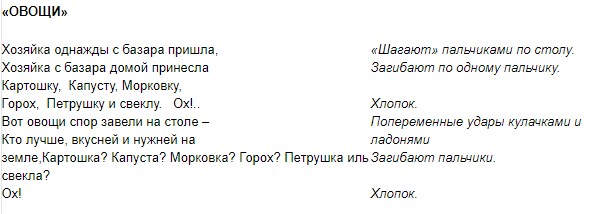 «ОВОЩИ»
Хозяйка однажды с базара пришла, «Шагают» пальчиками по столу.
Хозяйка с базара домой принесла Загибают по одному пальчику.
Картошку, Капусту, Морковку,
Горох, Петрушку и свеклу. Ох!.. Хлопок.
Вот овощи спор завели на столе – Попеременные удары кулачками и
Кто лучше, вкусней и нужней на ладонями
земле,Картошка? Капуста? Морковка? Горох? Петрушка иль Загибают пальчики.
свекла?
Ох! Хлопок.